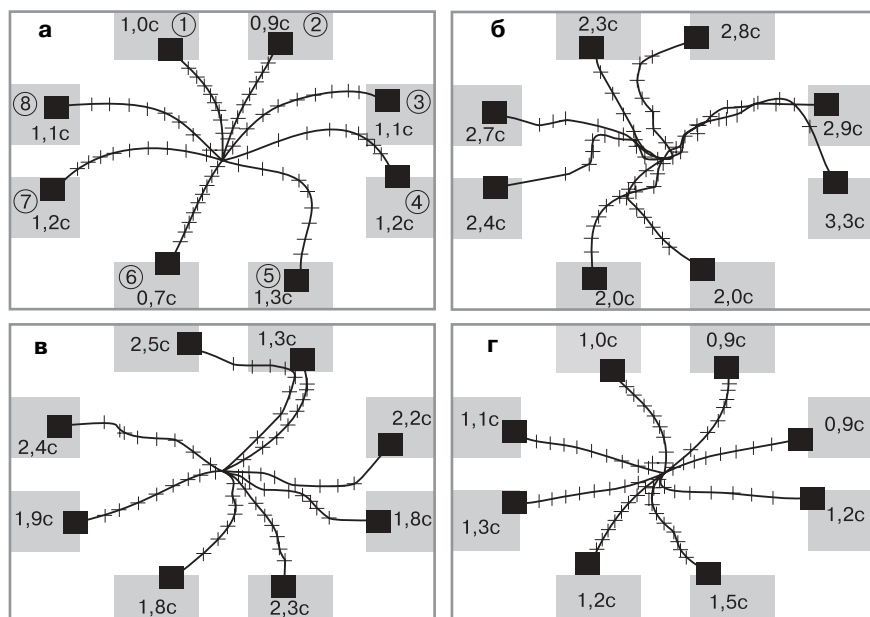 а 1,0с ① 0,9с ②
⑧ 1,1с
③ 1,1с
⑦ 1,2с
④ 1,2с
⑥ 0,7с
⑤ 1,3с
б 2,3с 2,8с
2,7с 2,9с
2,4с 3,3с
2,0с 2,0с
в 2,5с 1,3с
2,4с 2,2с
1,9с 1,8с
1,8с 2,3с
г 1,0с 0,9с
1,1с 0,9с
1,3с 1,2с
1,2с 1,5с